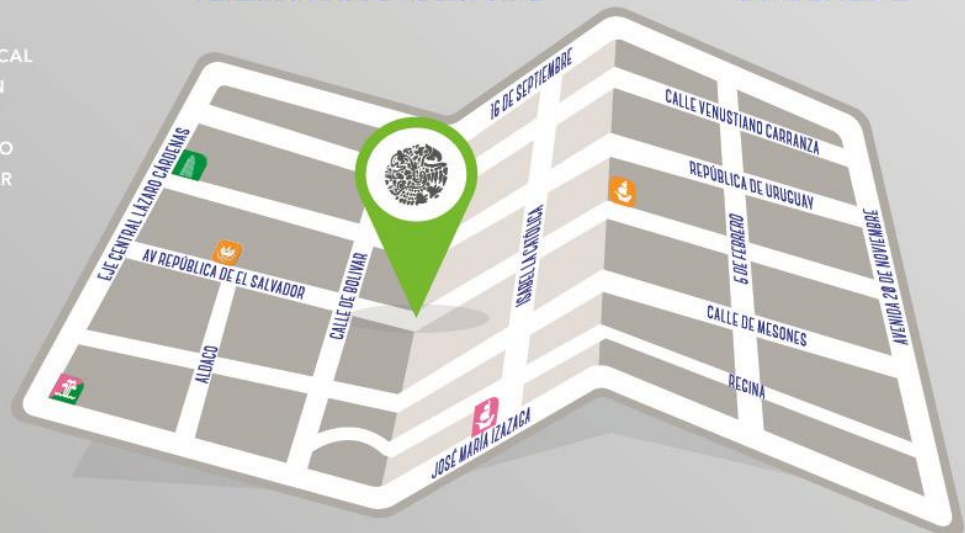 CAL
O
R
16 DE SEPTIEMBRE
CALLE VENUSTIANO CARRANZA
REPÚBLICA DE URUGUAY
EJE CENTRAL LÁZARO CÁRDENAS
AV REPÚBLICA DE EL SALVADOR
CALLE DE BOLIVAR
ISABELLA CATÓLICA
5 DE FEBRERO
AVENIDA 20 DE NOVIEMBRE
CALLE DE MESONES
ALDACO
REGINA
JOSÉ MARÍA IZAZAGA